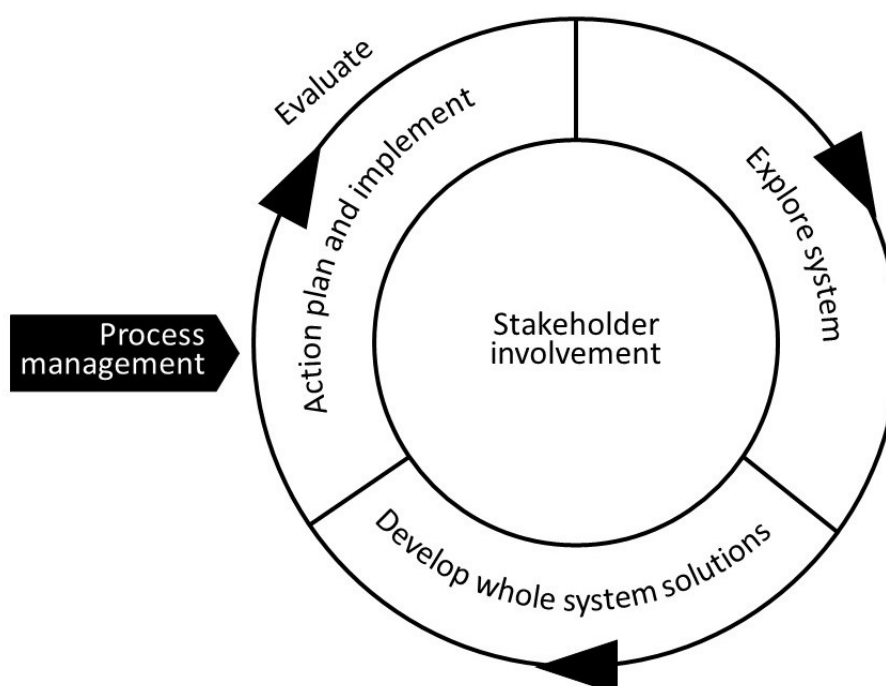 Evaluate
Action plan and implement
Explore system
Process
management
Stakeholder
involvement
Develop whole system solutions